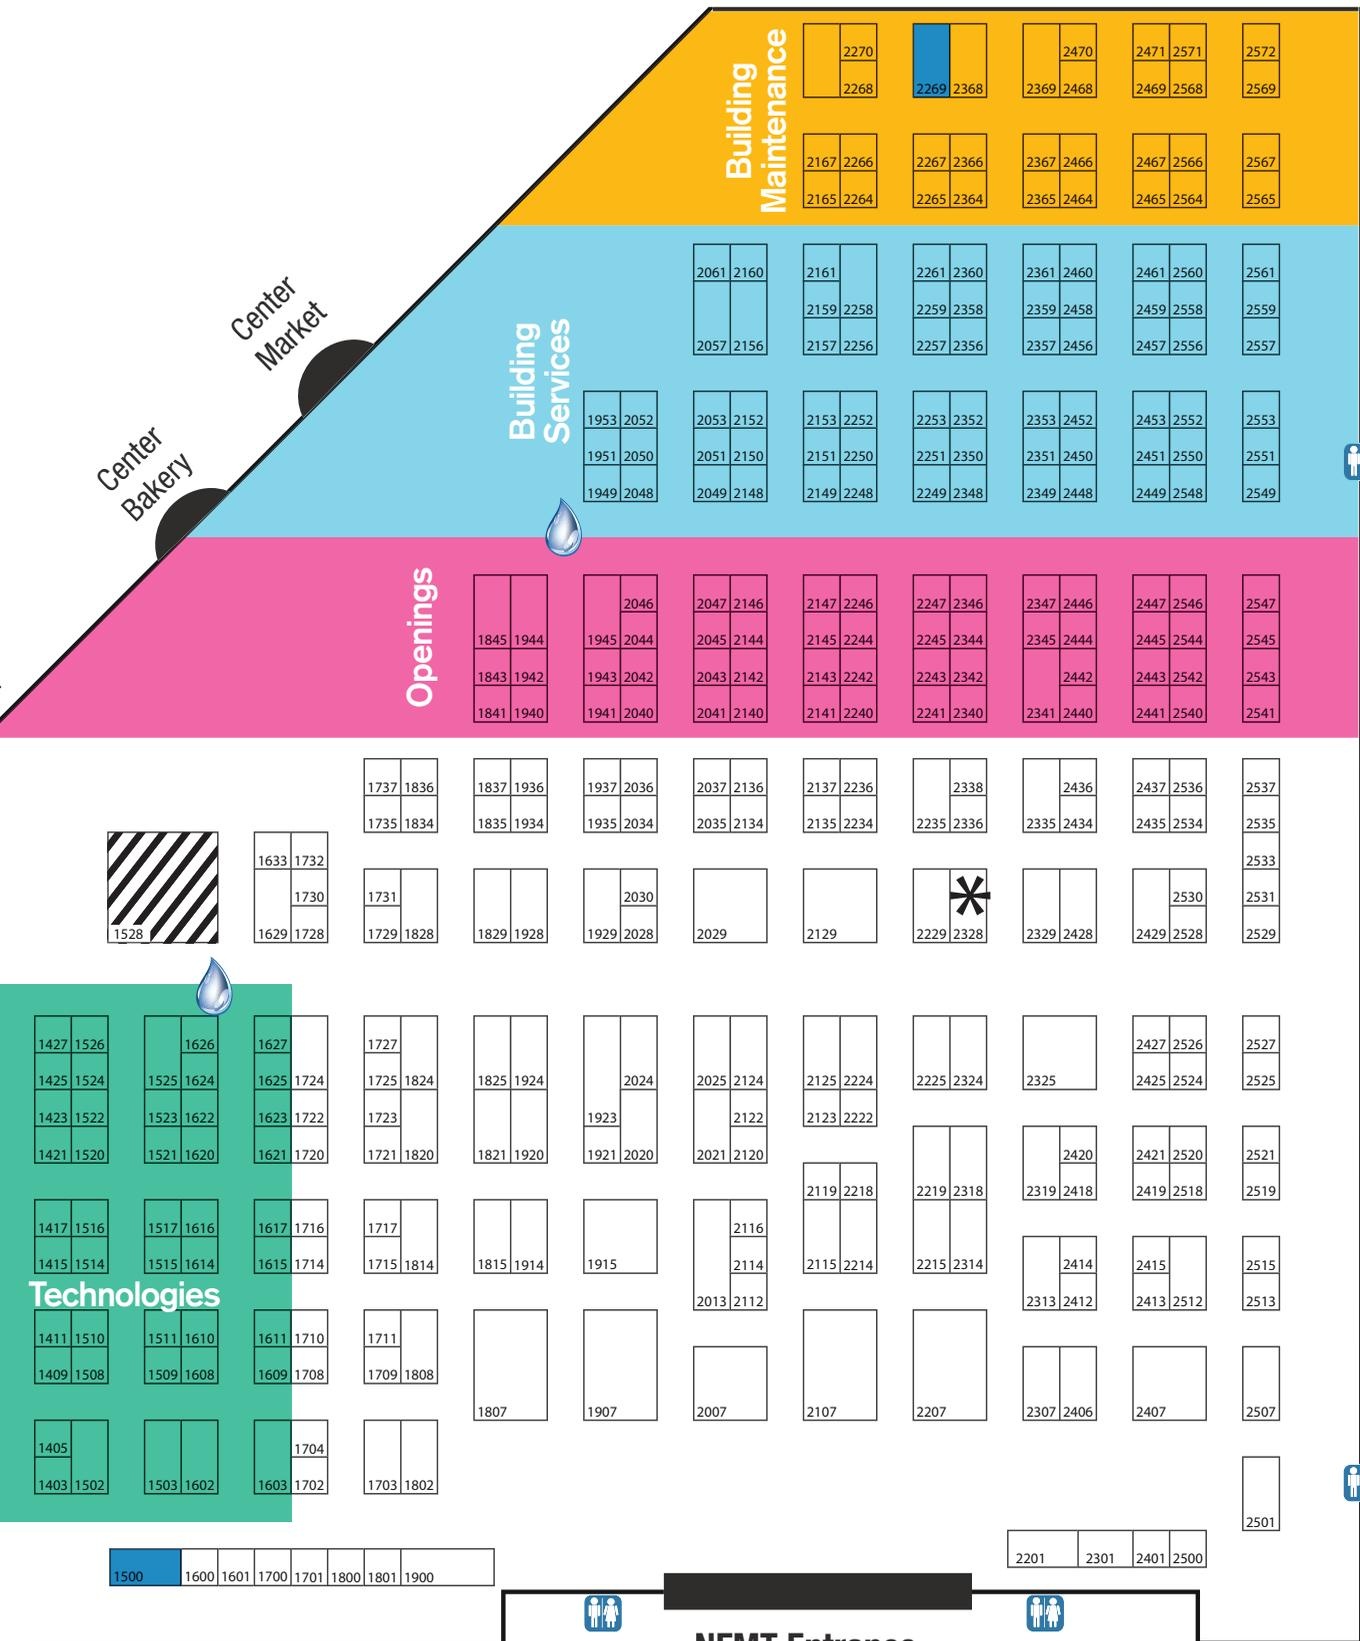 Building
Maintenance
2270 2470 2471 2571 2572
2268 2269 2368 2369 2468 2469 2568 2569
2167 2266 2267 2366 2367 2466 2467 2566 2567
2165 2264 2265 2364 2365 2464 2465 2564 2565
Center
Market
Center
Bakery
Building
Services
2061 2160 2161 2261 2360 2361 2460 2461 2560 2561
2159 2258 2259 2358 2359 2458 2459 2558 2559
2057 2156 2157 2256 2257 2356 2357 2456 2457 2556 2557
1953 2052 2053 2152 2153 2252 2253 2352 2353 2452 2453 2552 2553
1951 2050 2051 2150 2151 2250 2251 2350 2351 2450 2451 2550 2551
1949 2048 2049 2148 2149 2248 2249 2348 2349 2448 2449 2548 2549
Openings
2046 2047 2146 2147 2246 2247 2346 2347 2446 2447 2546 2547
1845 1944 1945 2044 2045 2144 2145 2244 2245 2344 2345 2444 2445 2544 2545
1843 1942 1943 2042 2043 2142 2143 2242 2243 2342 2442 2443 2542 2543
1841 1940 1941 2040 2041 2140 2141 2240 2241 2340 2341 2440 2441 2540 2541
1737 1836 1837 1936 1937 2036 2037 2136 2137 2236 2338 2436 2437 2536 2537
1735 1834 1835 1934 1935 2034 2035 2134 2135 2234 2235 2336 2335 2434 2435 2534 2535
1633 1732 2533
1730 1731 2030 * 2530 2531
1528 1629 1728 1729 1828 1829 1928 1929 2028 2029 2129 2229 2328 2329 2428 2429 2528 2529
1427 1526 1626 1627 1727 2427 2526 2527
1425 1524 1525 1624 1625 1724 1725 1824 1825 1924 2024 2025 2124 2125 2224 2225 2324 2325 2425 2524 2525
1423 1522 1523 1622 1623 1722 1723 1923 2122 2123 2222
1421 1520 1521 1620 1621 1720 1721 1820 1821 1920 1921 2020 2021 2120 2420 2421 2520 2521
2119 2218 2219 2318 2319 2418 2419 2518 2519
1417 1516 1517 1616 1617 1716 1717 2116
1415 1514 1515 1614 1615 1714 1715 1814 1815 1914 1915 2114 2115 2214 2215 2314 2414 2415 2515
Technologies
2013 2112 2313 2412 2413 2512 2513
1411 1510 1511 1610 1611 1710 1711
1409 1508 1509 1608 1609 1708 1709 1808
1807 1907 2007 2107 2207 2307 2406 2407 2507
1405 1704
1403 1502 1503 1602 1603 1702 1703 1802
2501
1500 1600 1601 1700 1701 1800 1801 1900
2201 2301 2401 2500